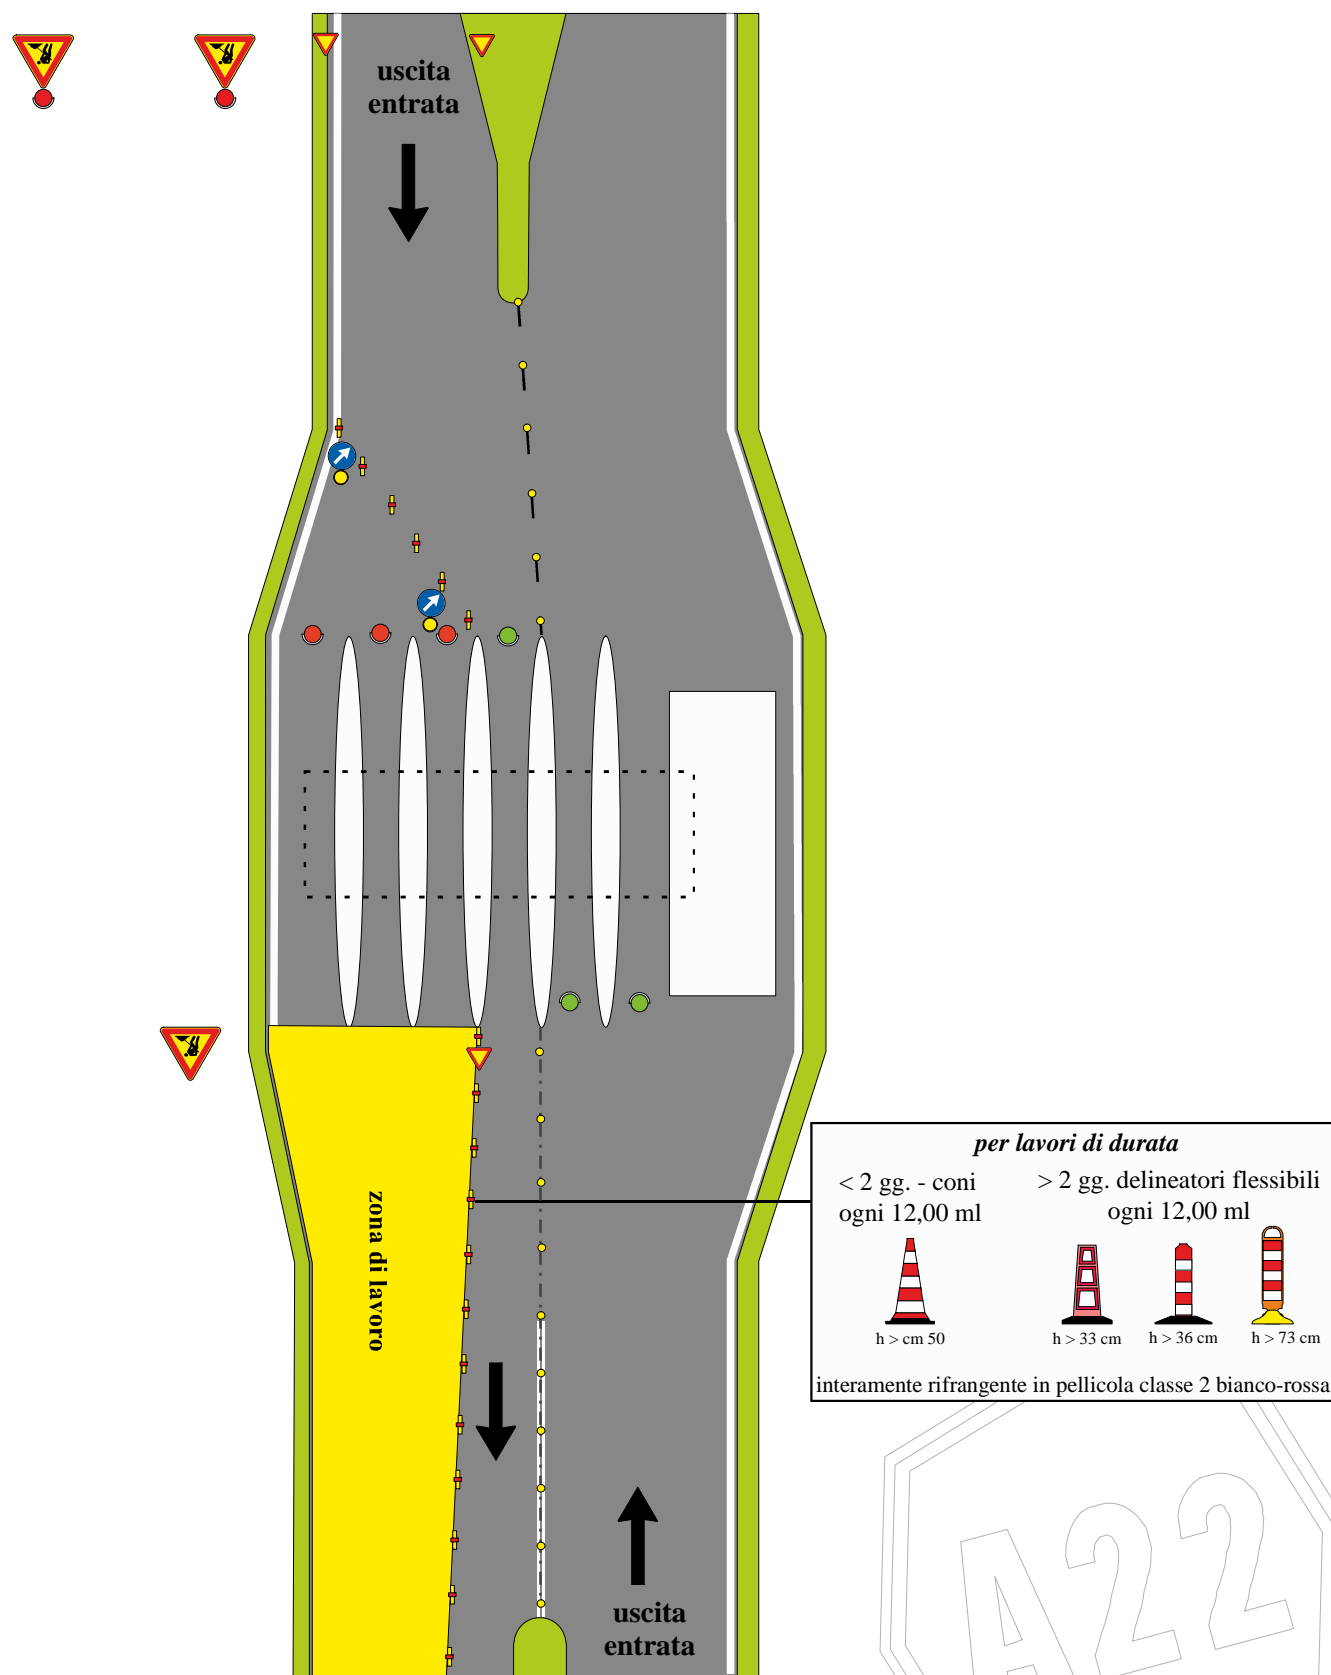 uscita
entrata
per lavori di durata
< 2 gg. - coni
ogni 12,00 ml
> 2 gg. delineatori flessibili
ogni 12,00 ml
h > cm 50
h > 33 cm
h > 36 cm
h > 73 cm
interamente rifrangente in pellicola classe 2 bianco-rossa
zona di lavoro
uscita
entrata
A22